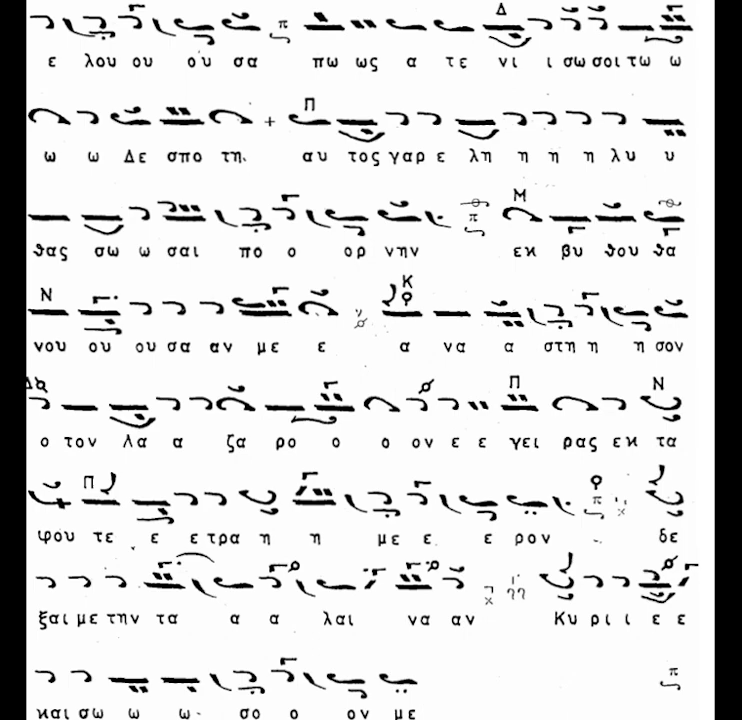 ε λου ου ου σα πω ως α τε νι ι σω σοι τω ω
ω ω Δε σπο τη. αυ τος γαρ ε λη η η η λυ υ
ϑας σω ω σαι πο ο ορ νην εκ βυ ϑου ϑα
νου ου ου σα αν με ε α να α στη η η σον
ο τον λα α ζα ρο ο ο ον ε ε γει ρας εκ τα
φου τε ε ε τρα η η με ε ε ρον δε
ξαι με την τα α α λαι να αν Κυ ρι ι ε ε
και σω ω ω σο ο ον με